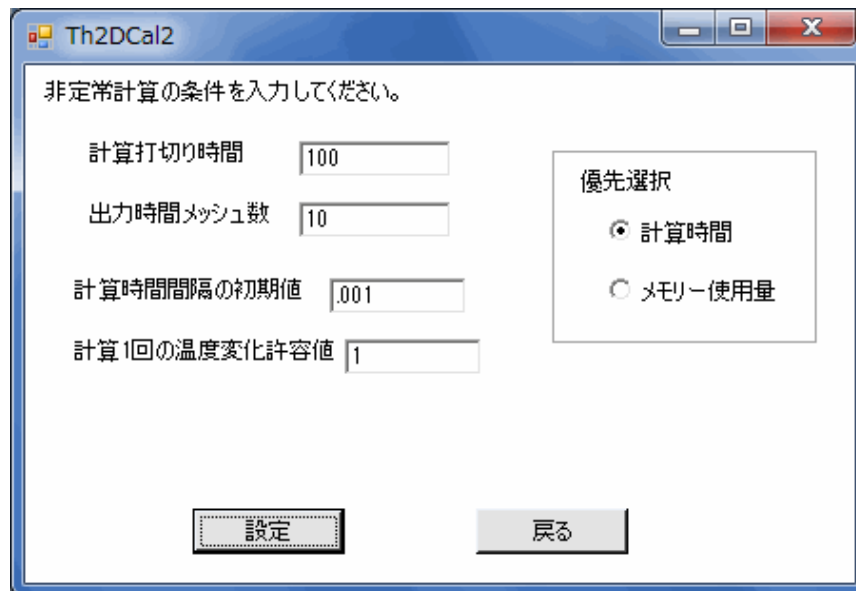 Th2DCal2
非定常計算の条件を入力してください。
計算打切り時間 100
出力時間メッシュ数 10
計算時間間隔の初期値 .001
計算1回の温度変化許容値 1
優先選択
計算時間
メモリー使用量
設定 戻る